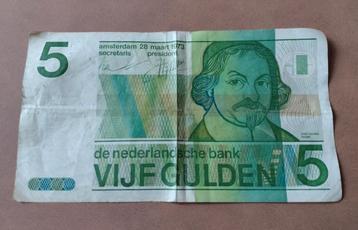 5
amsterdam 28 maart 1973
secretaris president
de nederlandsche bank
VIJF GULDEN 5